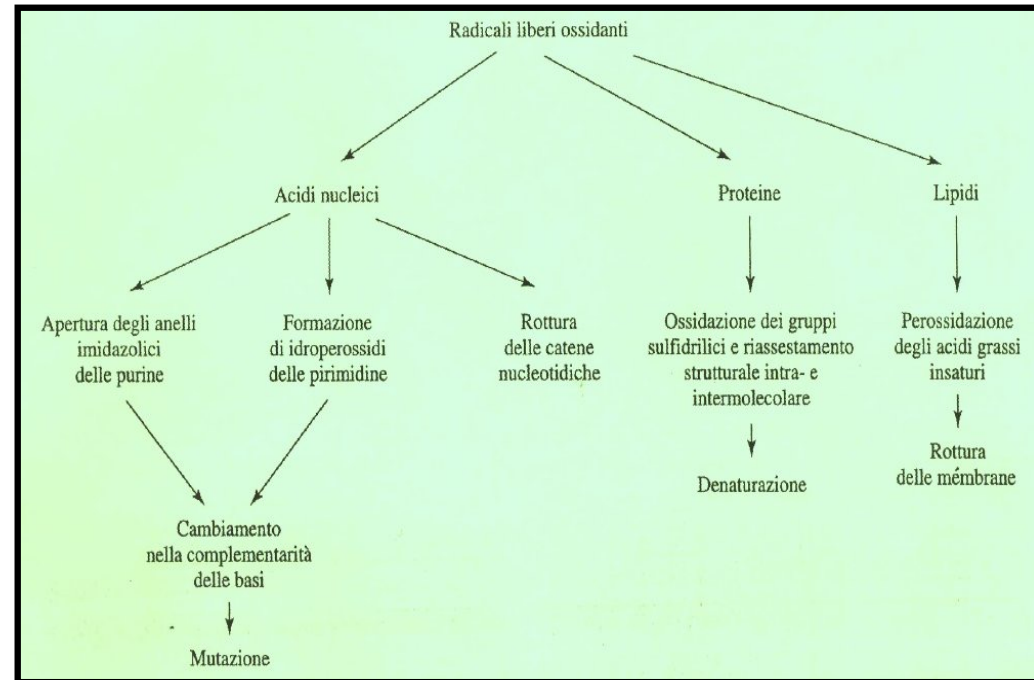 Radicali liberi ossidanti
Acidi nucleici
Proteine
Lipidi
Apertura degli anelli
imidazolici
delle purine
Formazione
di idroperossidi
delle pirimidine
Rottura
delle catene
nucleotidiche
Ossidazione dei gruppi
sulfidrilici e riassestamento
strutturale intra- e
intermolecolare
Perossidazione
degli acidi grassi
insaturi
Denaturazione
Rottura
delle membrane
Cambiamento
nella complementarità
delle basi
Mutazione